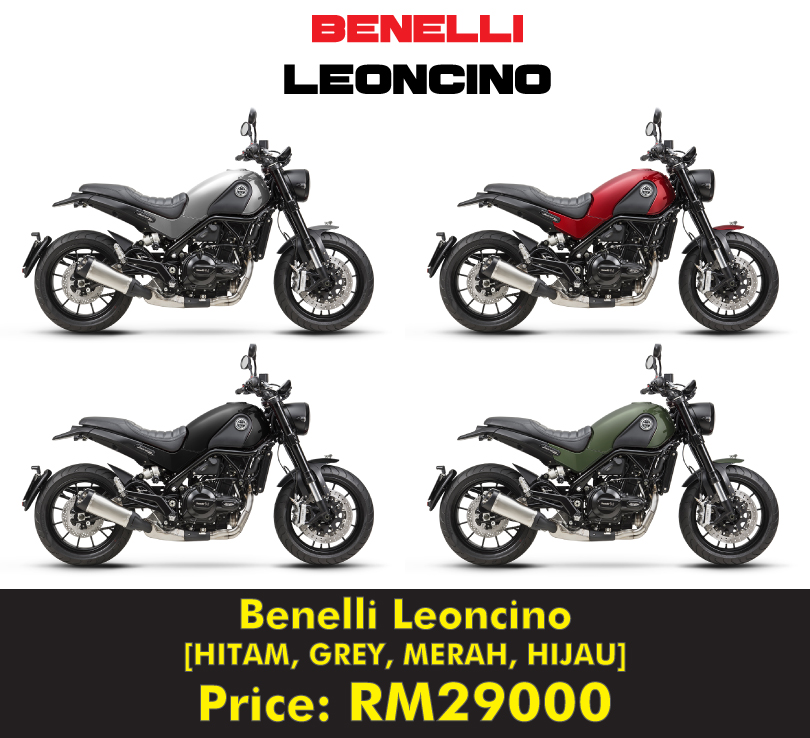 BENELLI
LEONCINO
Benelli Leoncino
[HITAM, GREY, MERAH, HIJAU]
Price: RM29000